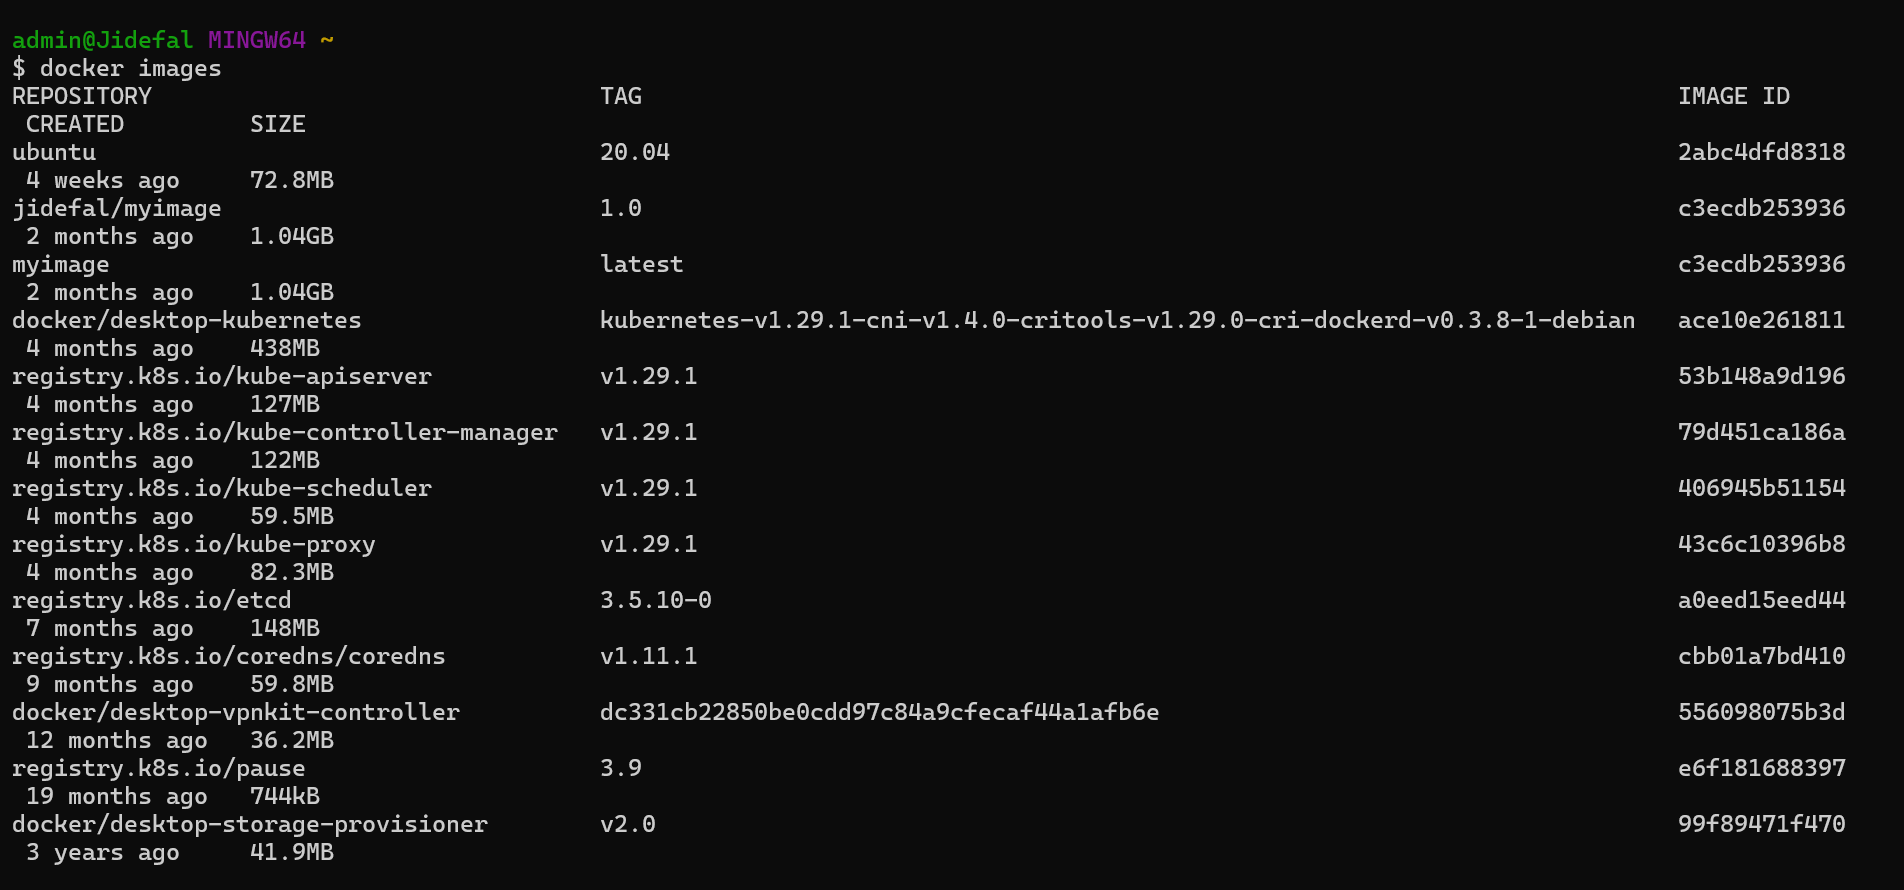 admin@Jidefal MINGW64 ~
$ docker images
REPOSITORY TAG IMAGE ID
CREATED SIZE
ubuntu 20.04 2abc4dfd8318
4 weeks ago 72.8MB
jidefal/myimage 1.0 c3ecdb253936
2 months ago 1.04GB
myimage latest c3ecdb253936
2 months ago 1.04GB
docker/desktop-kubernetes kubernetes-v1.29.1-cni-v1.4.0-critools-v1.29.0-cri-dockerd-v0.3.8-1-debian ace10e261811
4 months ago 438MB
registry.k8s.io/kube-apiserver v1.29.1 53b148a9d196
4 months ago 127MB
registry.k8s.io/kube-controller-manager v1.29.1 79d451ca186a
4 months ago 122MB
registry.k8s.io/kube-scheduler v1.29.1 406945b51154
4 months ago 59.5MB
registry.k8s.io/kube-proxy v1.29.1 43c6c10396b8
4 months ago 82.3MB
registry.k8s.io/etcd 3.5.10-0 a0eed15eed44
7 months ago 148MB
registry.k8s.io/coredns/coredns v1.11.1 cbb01a7bd410
9 months ago 59.8MB
docker/desktop-vpnkit-controller dc331cb22850be0cdd97c84a9cfecaf44a1afb6e 556098075b3d
12 months ago 36.2MB
registry.k8s.io/pause 3.9 e6f181688397
19 months ago 744kB
docker/desktop-storage-provisioner v2.0 99f89471f470
3 years ago 41.9MB